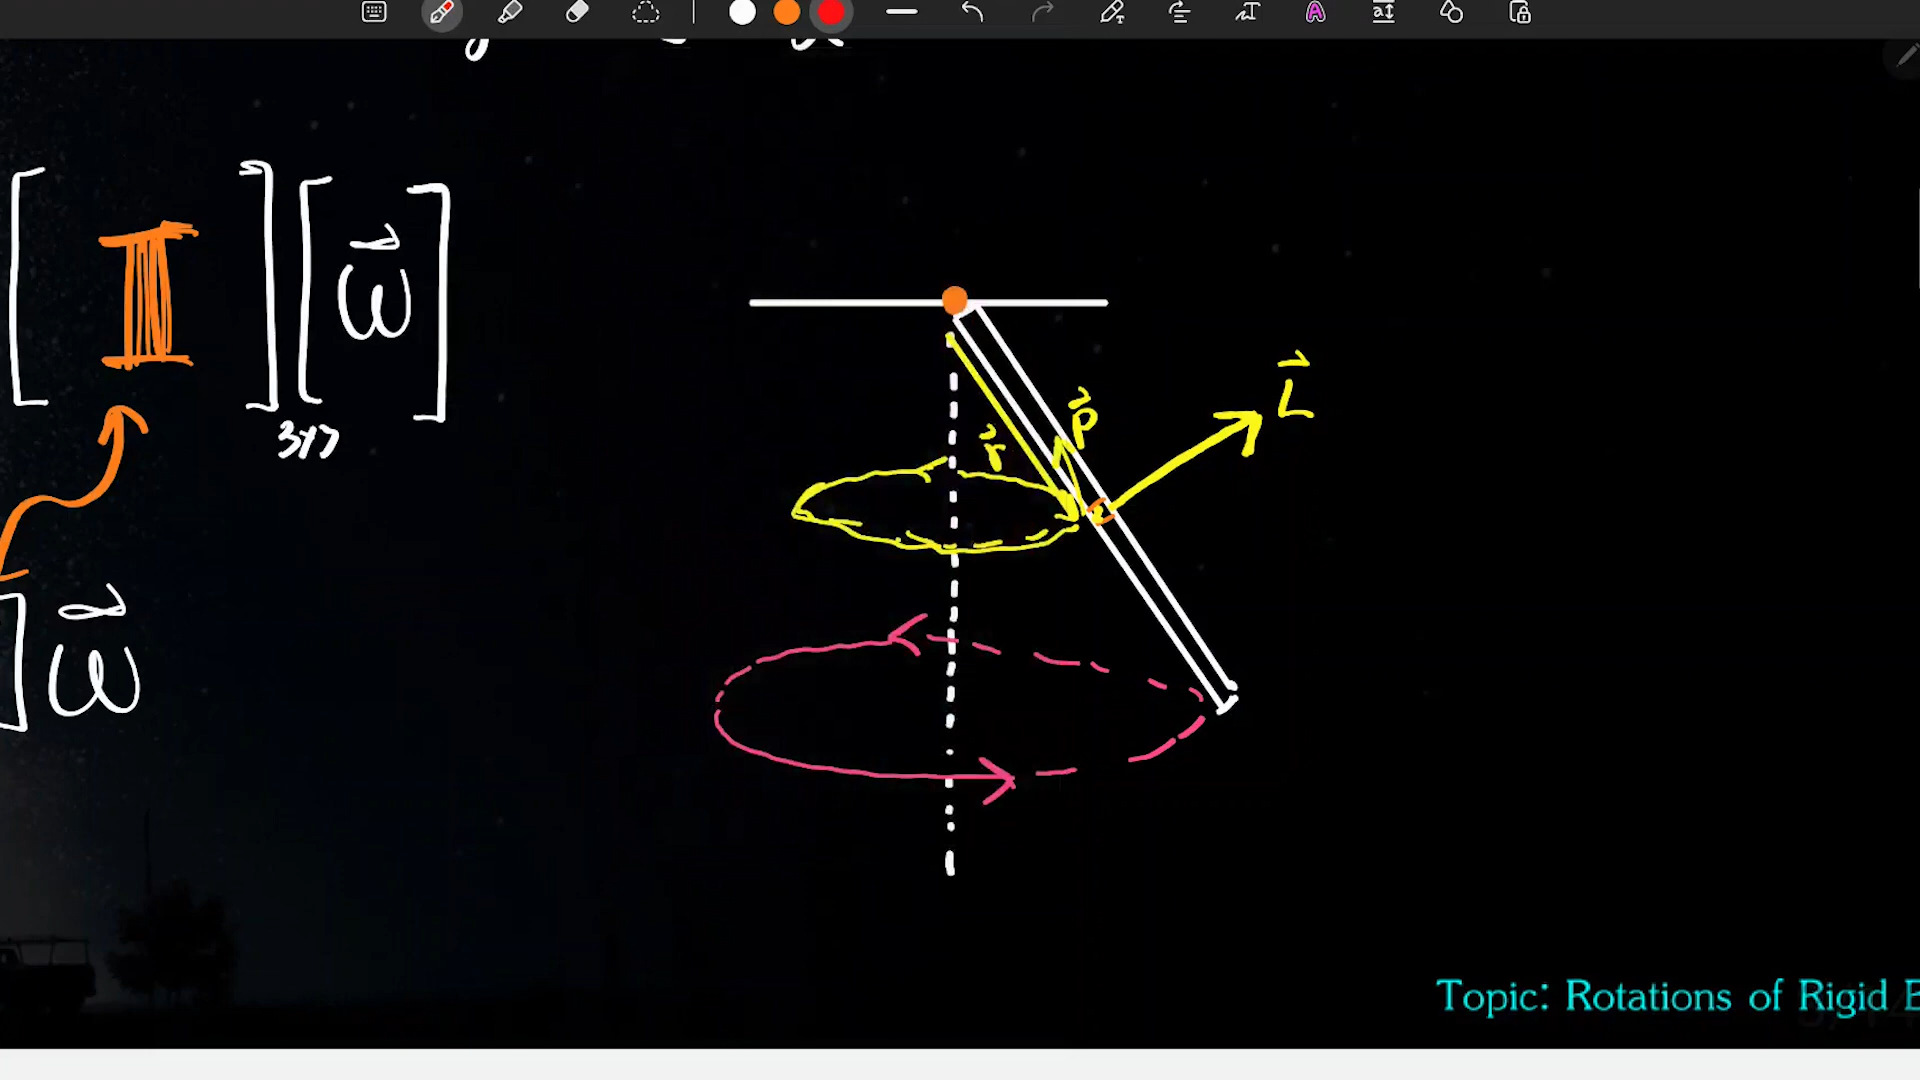 [ 𝕀 ] [ ω⃗ ]
3×3
] ω⃗
r⃗
p⃗
L⃗
Topic: Rotations of Rigid